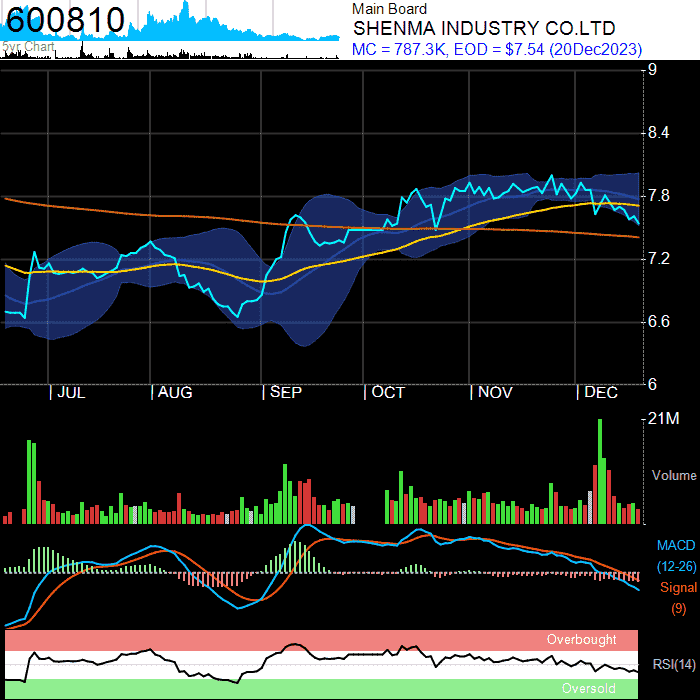 600810
5yr Chart
Main Board
SHENMA INDUSTRY CO.LTD
MC = 787.3K, EOD = $7.54 (20Dec2023)
9
8.4
7.8
7.2
6.6
6
JUL AUG SEP OCT NOV DEC
21M
Volume
MACD
(12-26)
Signal
(9)
Overbought
RSI(14)
Oversold